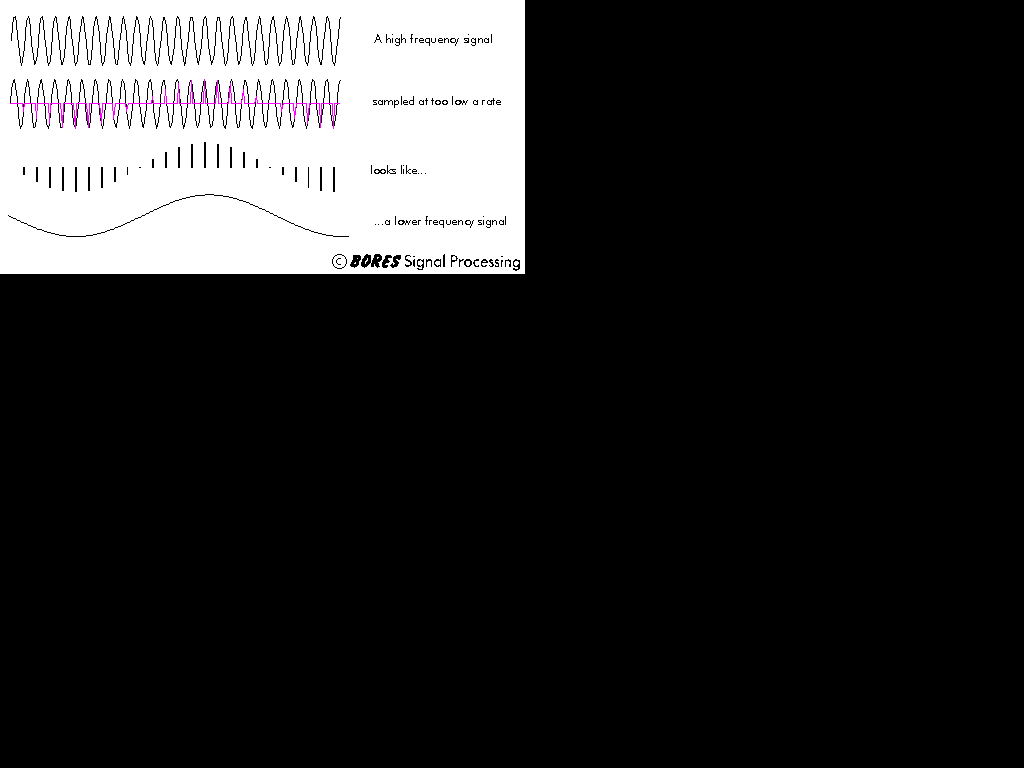 A high frequency signal
sampled at too low a rate
looks like...
...a lower frequency signal
© BORES Signal Processing